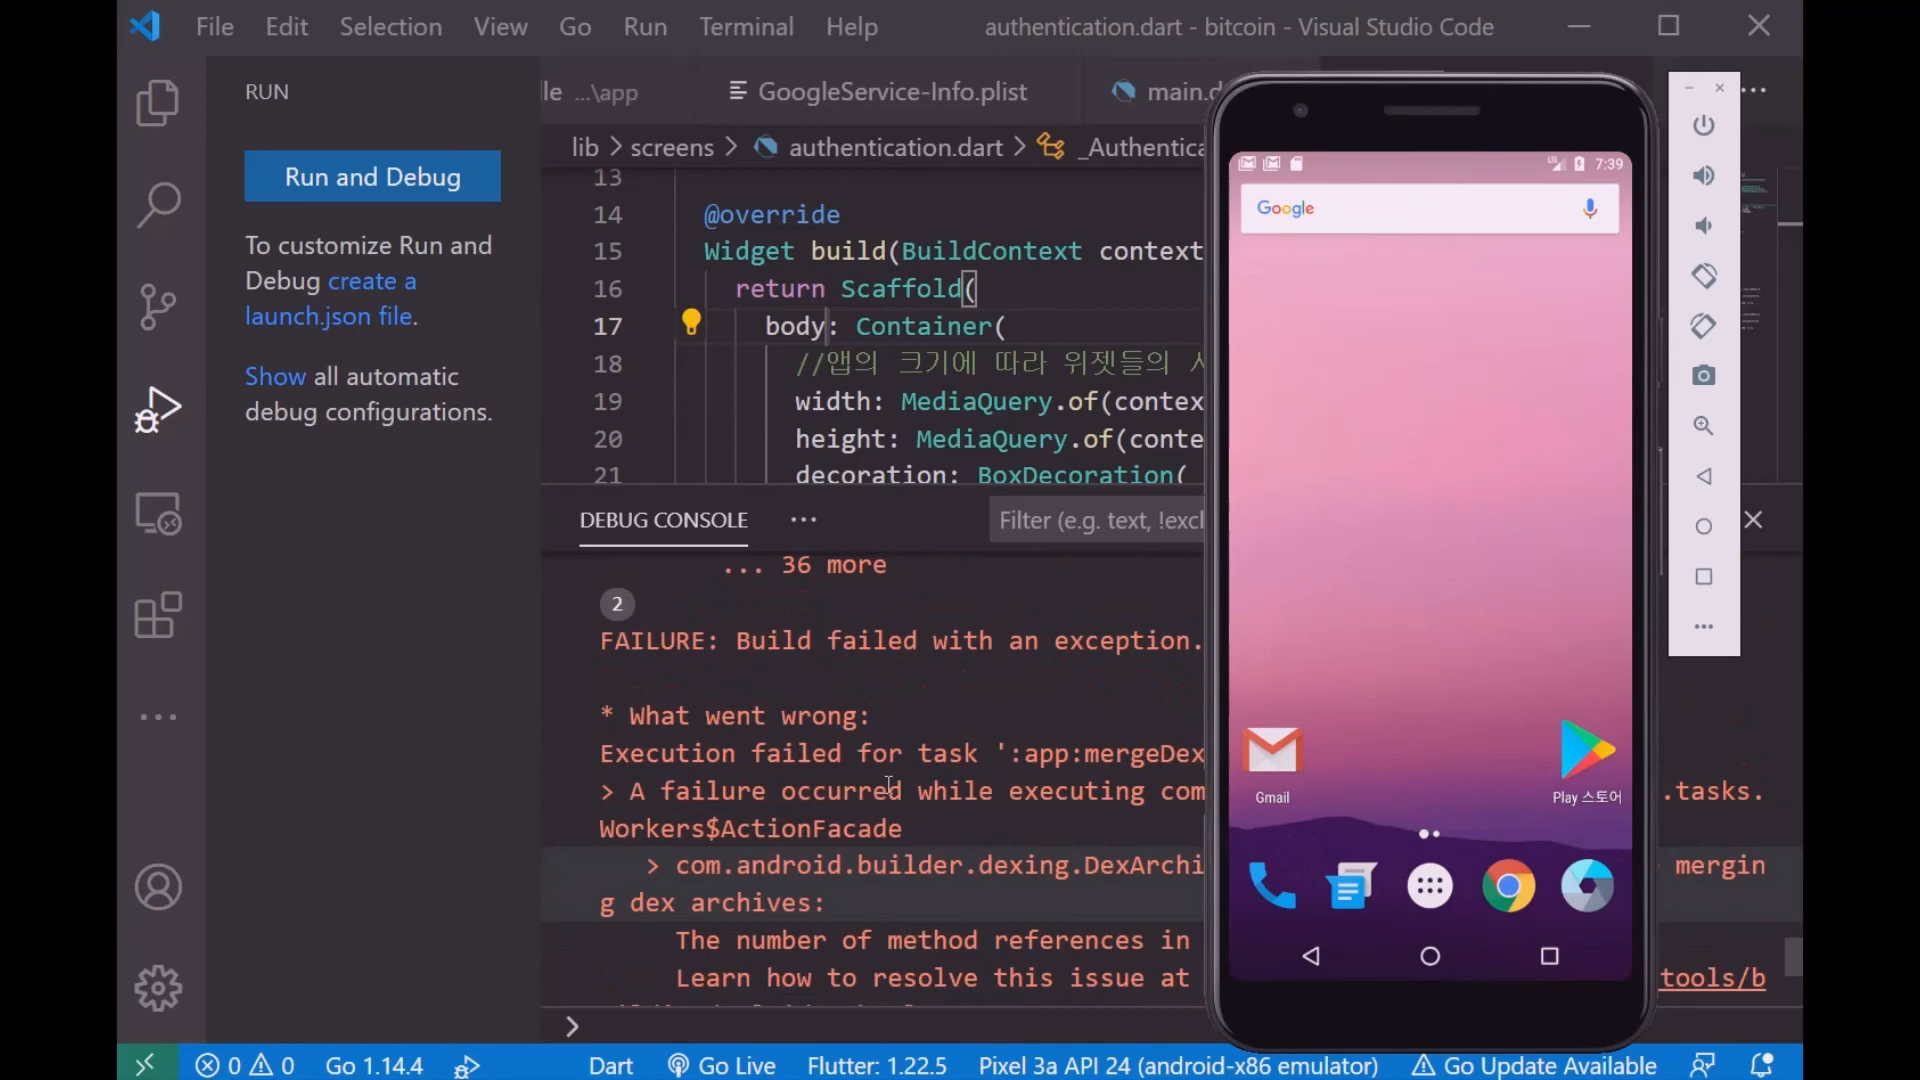 File Edit Selection View Go Run Terminal Help authentication.dart - bitcoin - Visual Studio Code
RUN
Run and Debug
To customize Run and
Debug create a
launch.json file.
Show all automatic
debug configurations.
le ...\app GoogleService-Info.plist main.d
lib > screens > authentication.dart > _Authentica
13
14 @override
15 Widget build(BuildContext context
16 return Scaffold(
17 body: Container(
18 //앱의 크기에 따라 위젯들의
19 width: MediaQuery.of(contex
20 height: MediaQuery.of(conte
21 decoration: BoxDecoration(
DEBUG CONSOLE ... Filter (e.g. text, !excl
... 36 more
2
FAILURE: Build failed with an exception.
* What went wrong:
Execution failed for task ':app:mergeDex
> A failure occurred while executing com .tasks.
Workers$ActionFacade
> com.android.builder.dexing.DexArchi mergin
g dex archives:
The number of method references in
Learn how to resolve this issue at tools/b
>
7:39
Google
Gmail
Play 스토어
0 0 Go 1.14.4 Dart Go Live Flutter: 1.22.5 Pixel 3a API 24 (android-x86 emulator) Go Update Available